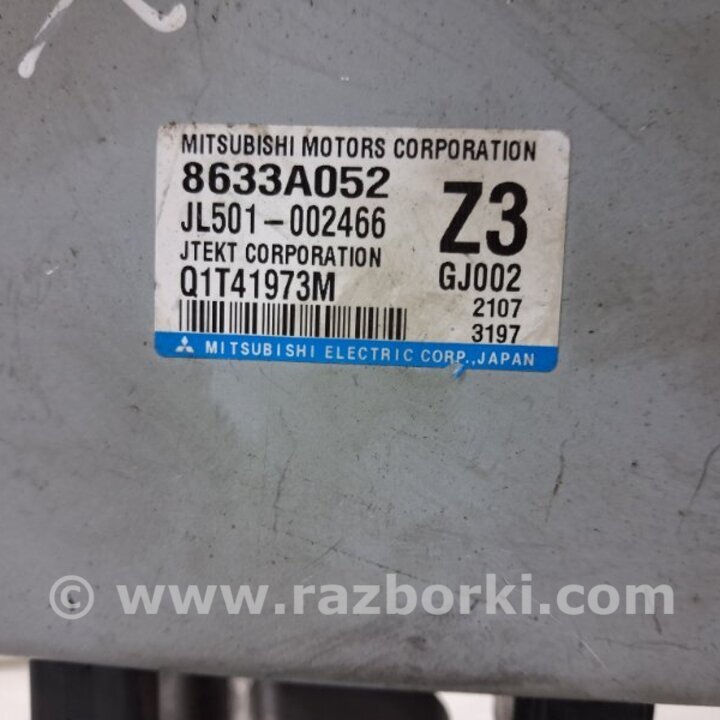 MITSUBISHI MOTORS CORPORATION
8633A052
JL501-002466
Z3
JTEKT CORPORATION
Q1T41973M
GJ002
2107
3197
MITSUBISHI ELECTRIC CORP.,JAPAN
© www.razborki.com